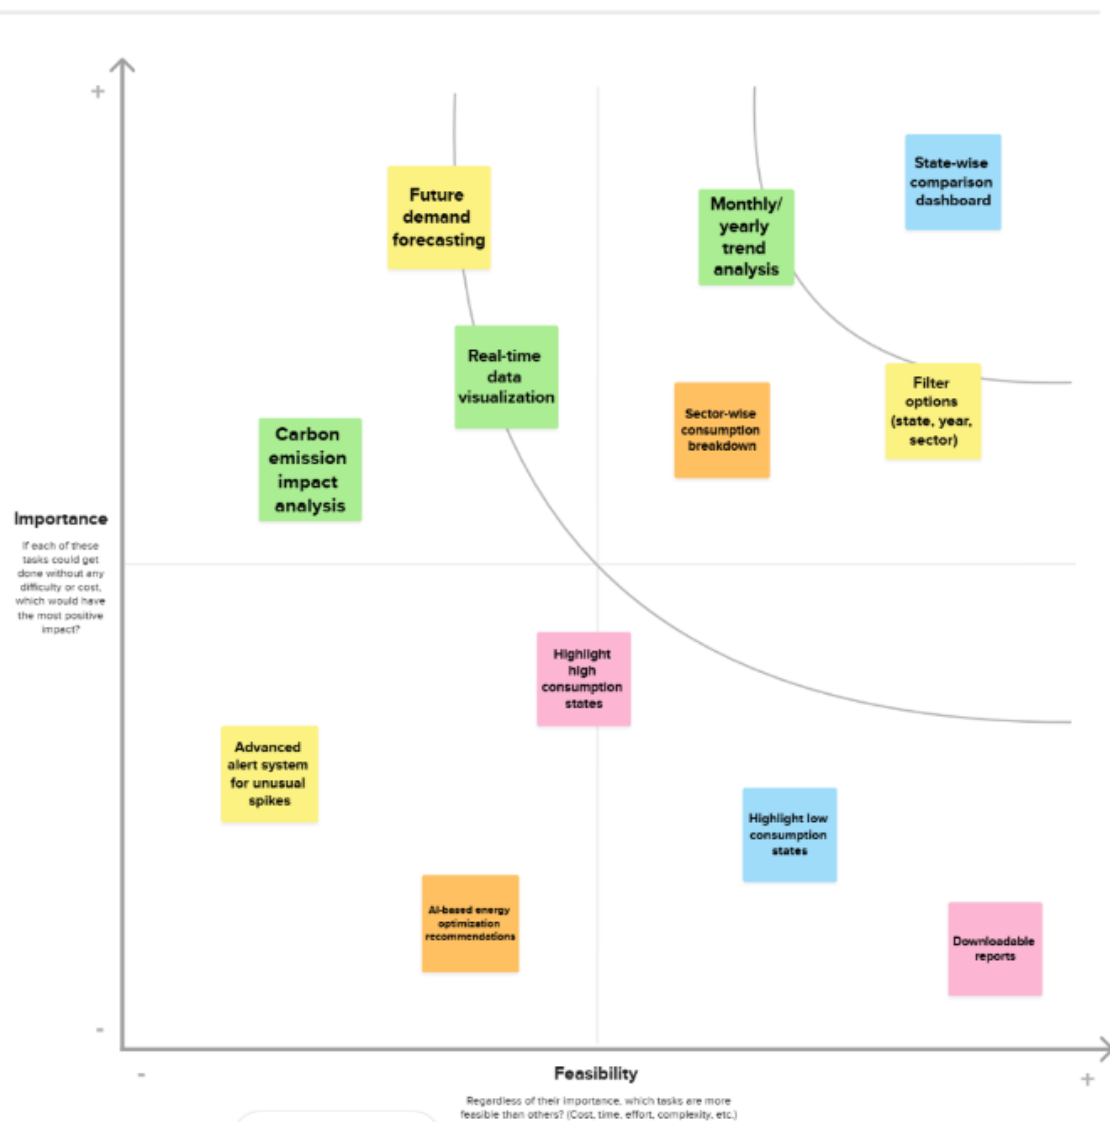 +
State-wise
comparison
dashboard
Future
demand
forecasting
Monthly/
yearly
trend
analysis
Real-time
data
visualization
Filter
options
(state, year,
sector)
Sector-wise
consumption
breakdown
Carbon
emission
impact
analysis
Importance
If each of these
tasks could get
done without any
difficulty or cost,
which would have
the most positive
impact?
Highlight
high
consumption
states
Advanced
alert system
for unusual
spikes
Highlight low
consumption
states
AI-based energy
optimization
recommendations
Downloadable
reports
-
-
Feasibility
+
Regardless of their importance, which tasks are more
feasible than others? (Cost, time, effort, complexity, etc.)